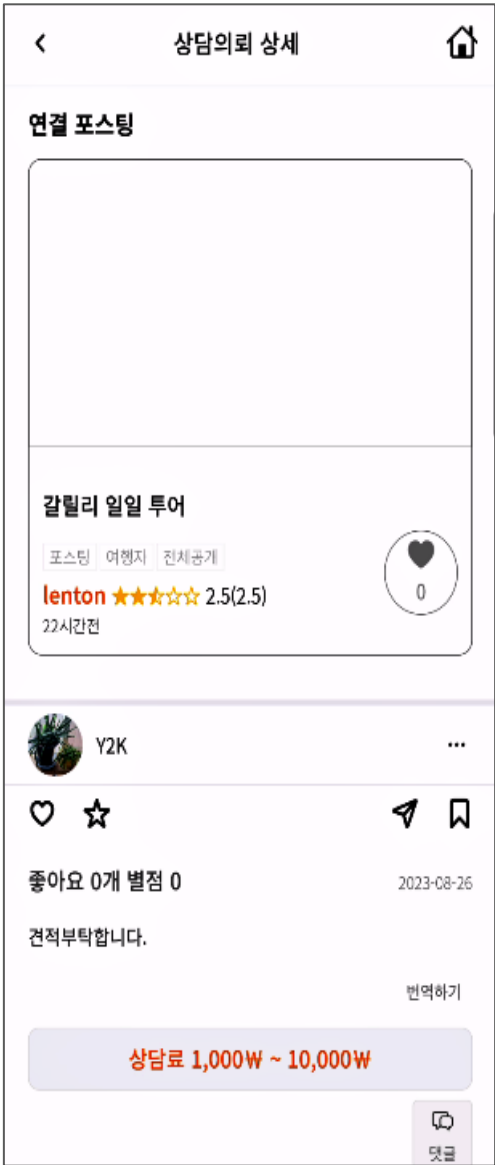 상담의뢰 상세
연결 포스팅
갈릴리 일일 투어
포스팅 여행지 전체공개
lenton 2.5(2.5)
0
22시간전
Y2K
좋아요 0개 별점 0
2023-08-26
견적부탁합니다.
번역하기
상담료 1,000₩ ~ 10,000₩
댓글